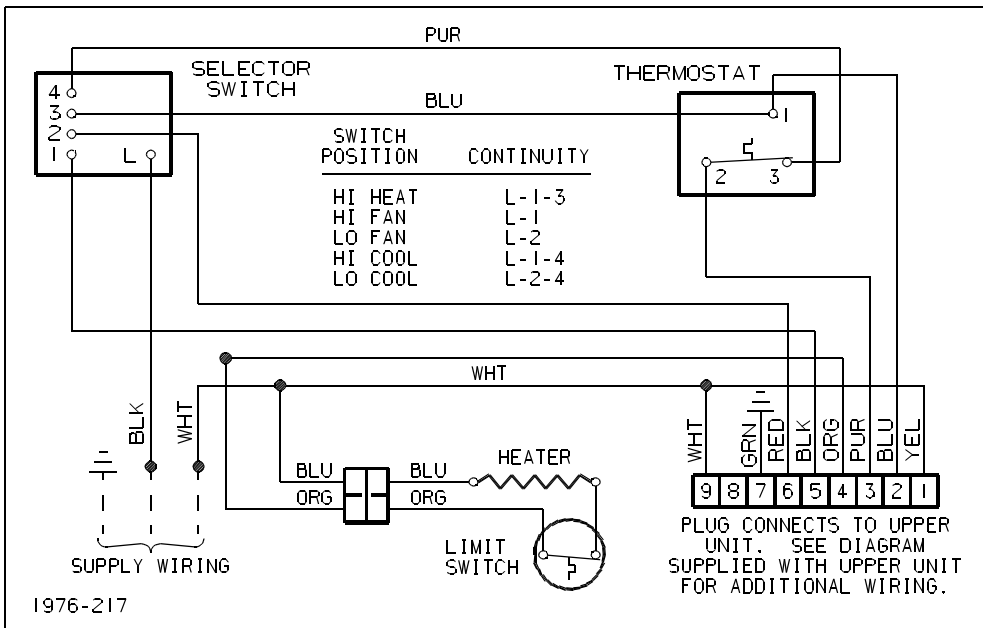 PUR
SELECTOR
SWITCH
THERMOSTAT
4
3
2
1
L
BLU
1
2
3
SWITCH
POSITION CONTINUITY
HI HEAT L-1-3
HI FAN L-1
LO FAN L-2
HI COOL L-1-4
LO COOL L-2-4
WHT
BLK
WHT
WHT
GRN
RED
BLK
ORG
PUR
BLU
YEL
BLU
ORG
BLU
ORG
HEATER
9 8 7 6 5 4 3 2 1
LIMIT
SWITCH
SUPPLY WIRING
PLUG CONNECTS TO UPPER
UNIT. SEE DIAGRAM
SUPPLIED WITH UPPER UNIT
FOR ADDITIONAL WIRING.
1976-217